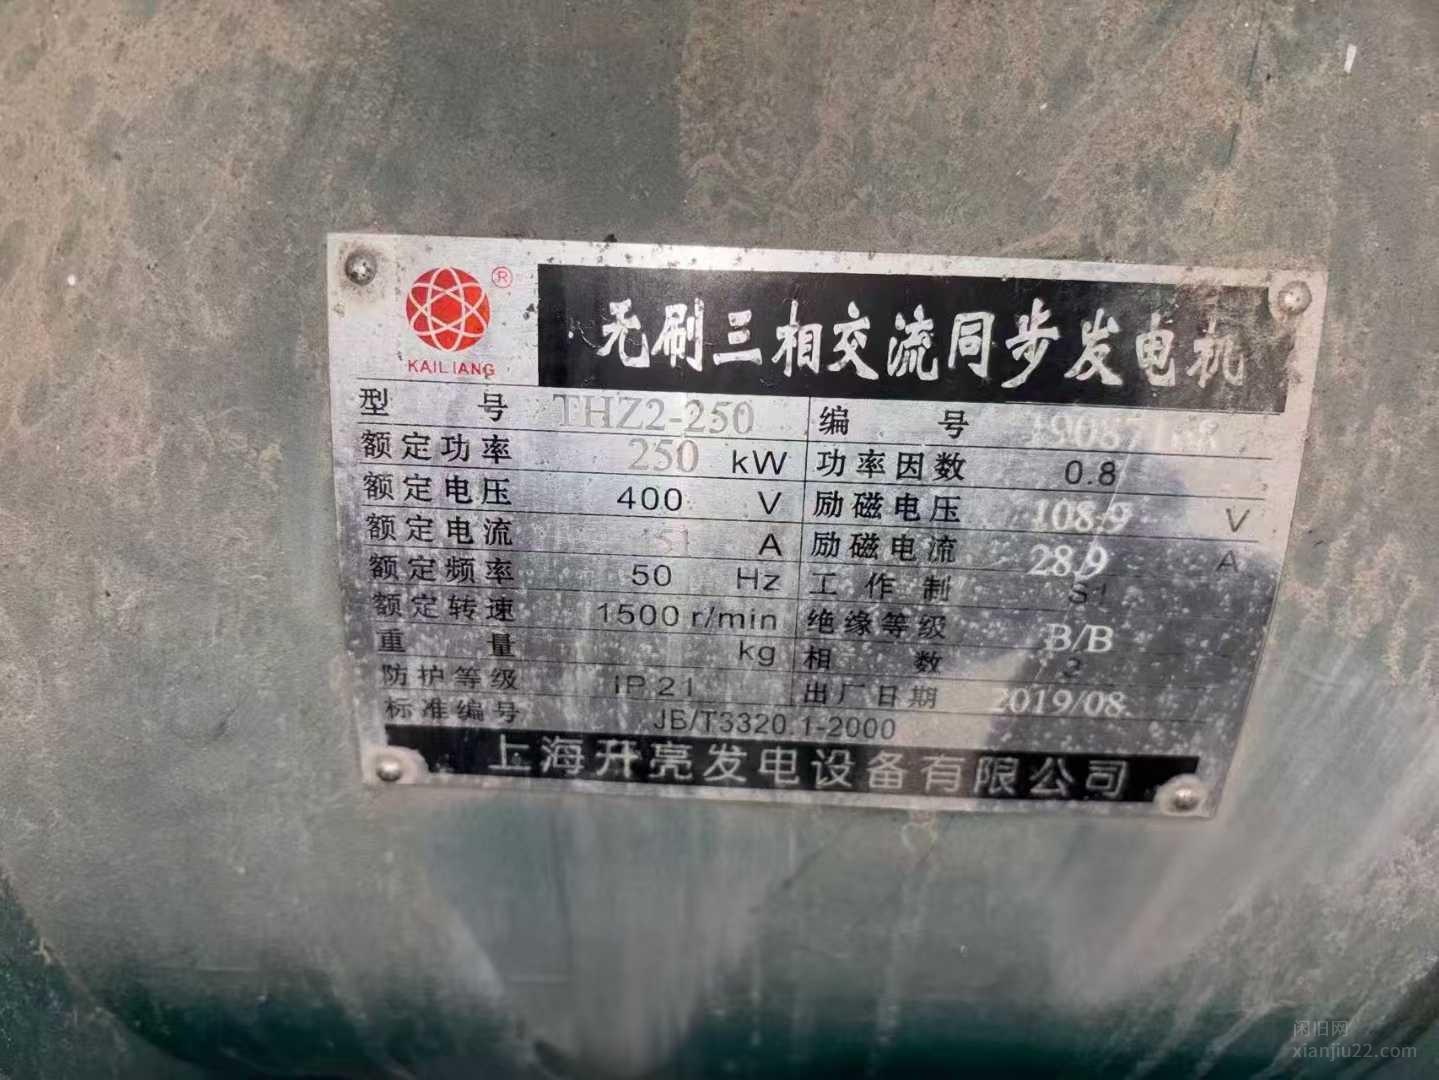 ®
KAILIANG
无刷三相交流同步发电机
型号 THZ2-250 编号
额定功率 250 kW 功率因数 0.8
额定电压 400 V 励磁电压 108.9 V
额定电流 A 励磁电流 28.9 A
额定频率 50 Hz 工作制 S1
额定转速 1500 r/min 绝缘等级 B/B
重量 kg 相数
防护等级 IP 21 出厂日期 2019/08
标准编号 JB/T3320.1-2000
上海升亮发电设备有限公司
闲旧网
xianjiu22.com